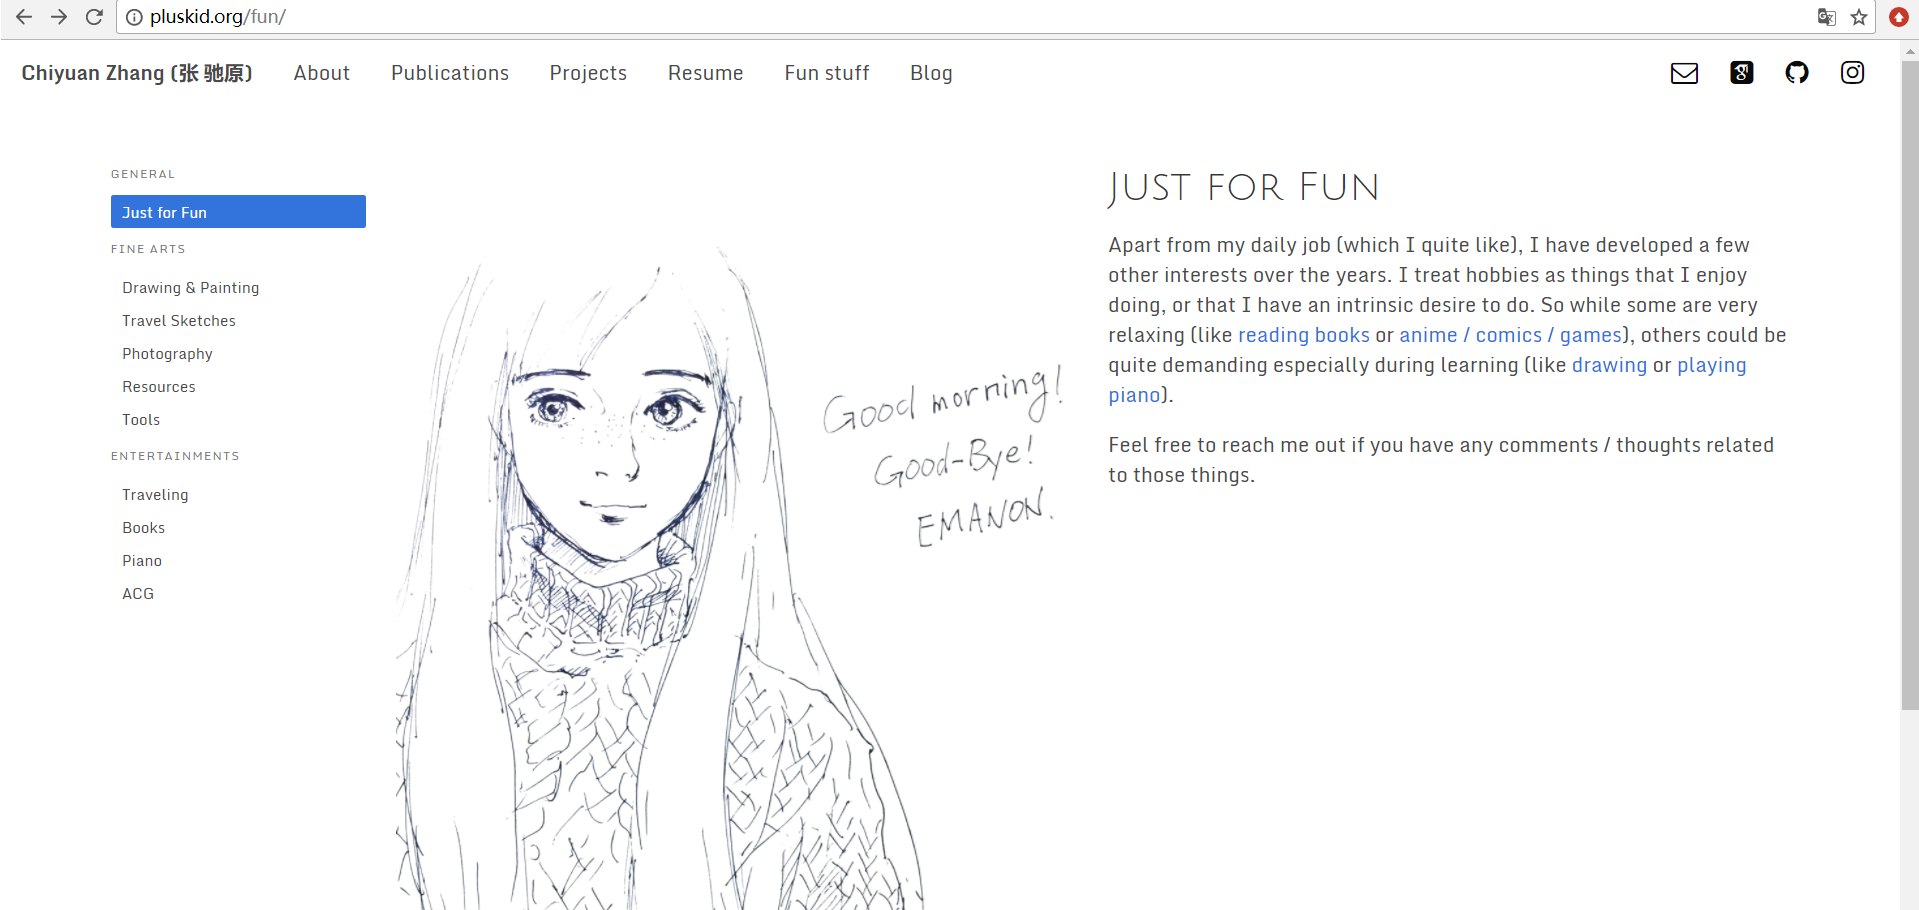 pluskid.org/fun/
Chiyuan Zhang (张 驰原) About Publications Projects Resume Fun stuff Blog
GENERAL
Just for Fun
FINE ARTS
Drawing & Painting
Travel Sketches
Photography
Resources
Tools
ENTERTAINMENTS
Traveling
Books
Piano
ACG
Good morning!
Good-Bye!
EMANON.
Just for Fun
Apart from my daily job (which I quite like), I have developed a few
other interests over the years. I treat hobbies as things that I enjoy
doing, or that I have an intrinsic desire to do. So while some are very
relaxing (like reading books or anime / comics / games), others could be
quite demanding especially during learning (like drawing or playing
piano).
Feel free to reach me out if you have any comments / thoughts related
to those things.